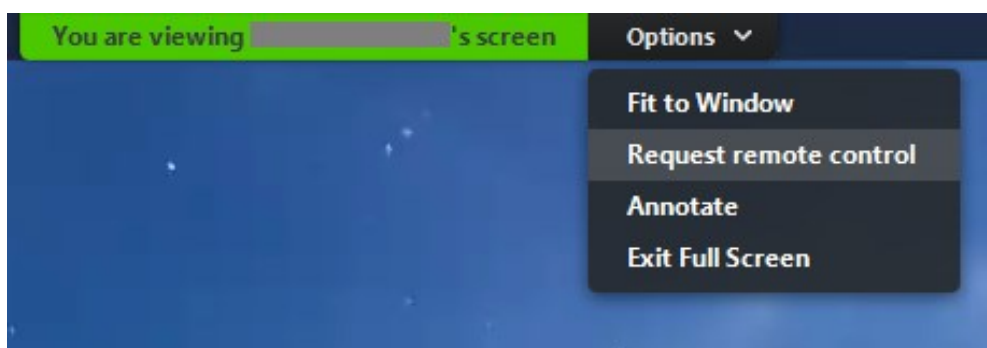 You are viewing 's screen
Options
Fit to Window
Request remote control
Annotate
Exit Full Screen